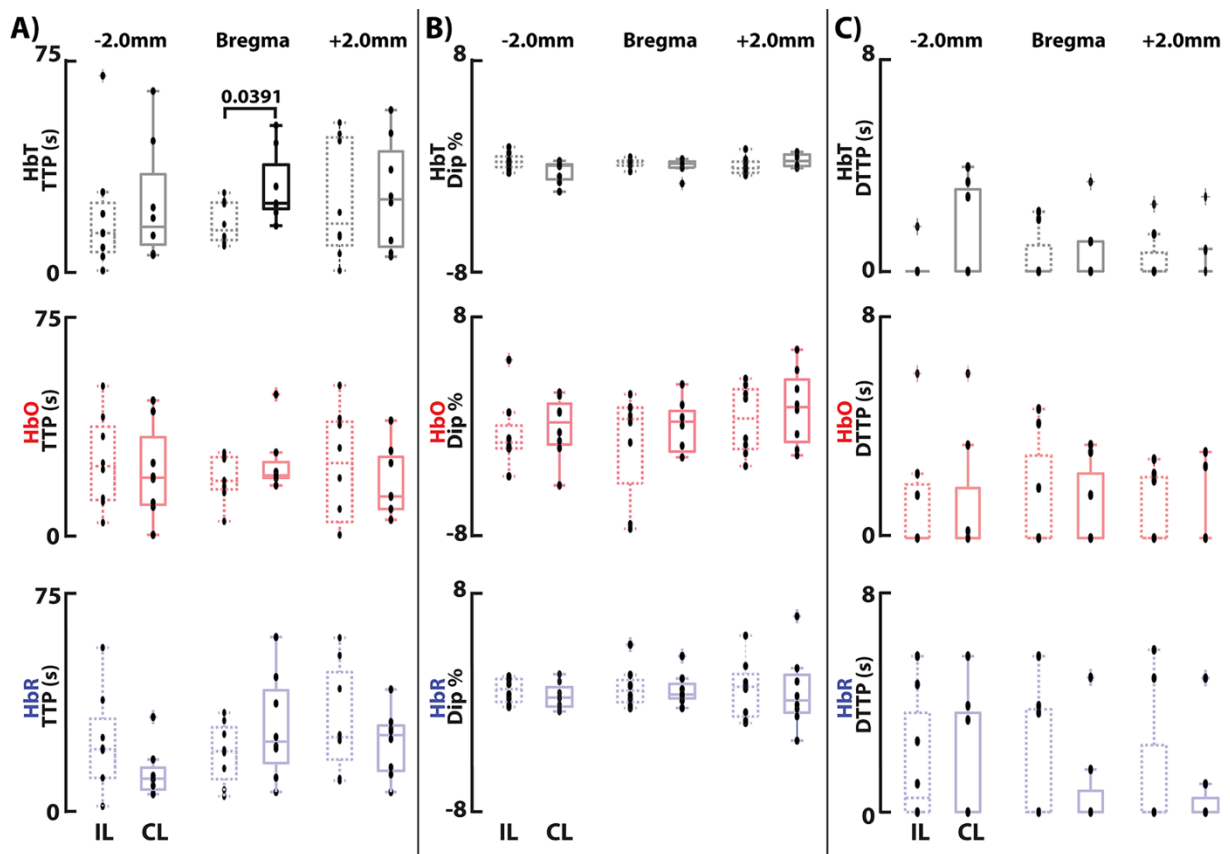 A)
-2.0mm Bregma +2.0mm
75
0.0391
HbT
TTP (s)
0
75
HbO
TTP (s)
0
75
HbR
TTP (s)
0
IL CL
B)
-2.0mm Bregma +2.0mm
8
HbT
Dip %
-8
8
HbO
Dip %
-8
8
HbR
Dip %
-8
IL CL
C)
-2.0mm Bregma +2.0mm
8
HbT
DTTP (s)
0
8
HbO
DTTP (s)
0
8
HbR
DTTP (s)
0
IL CL